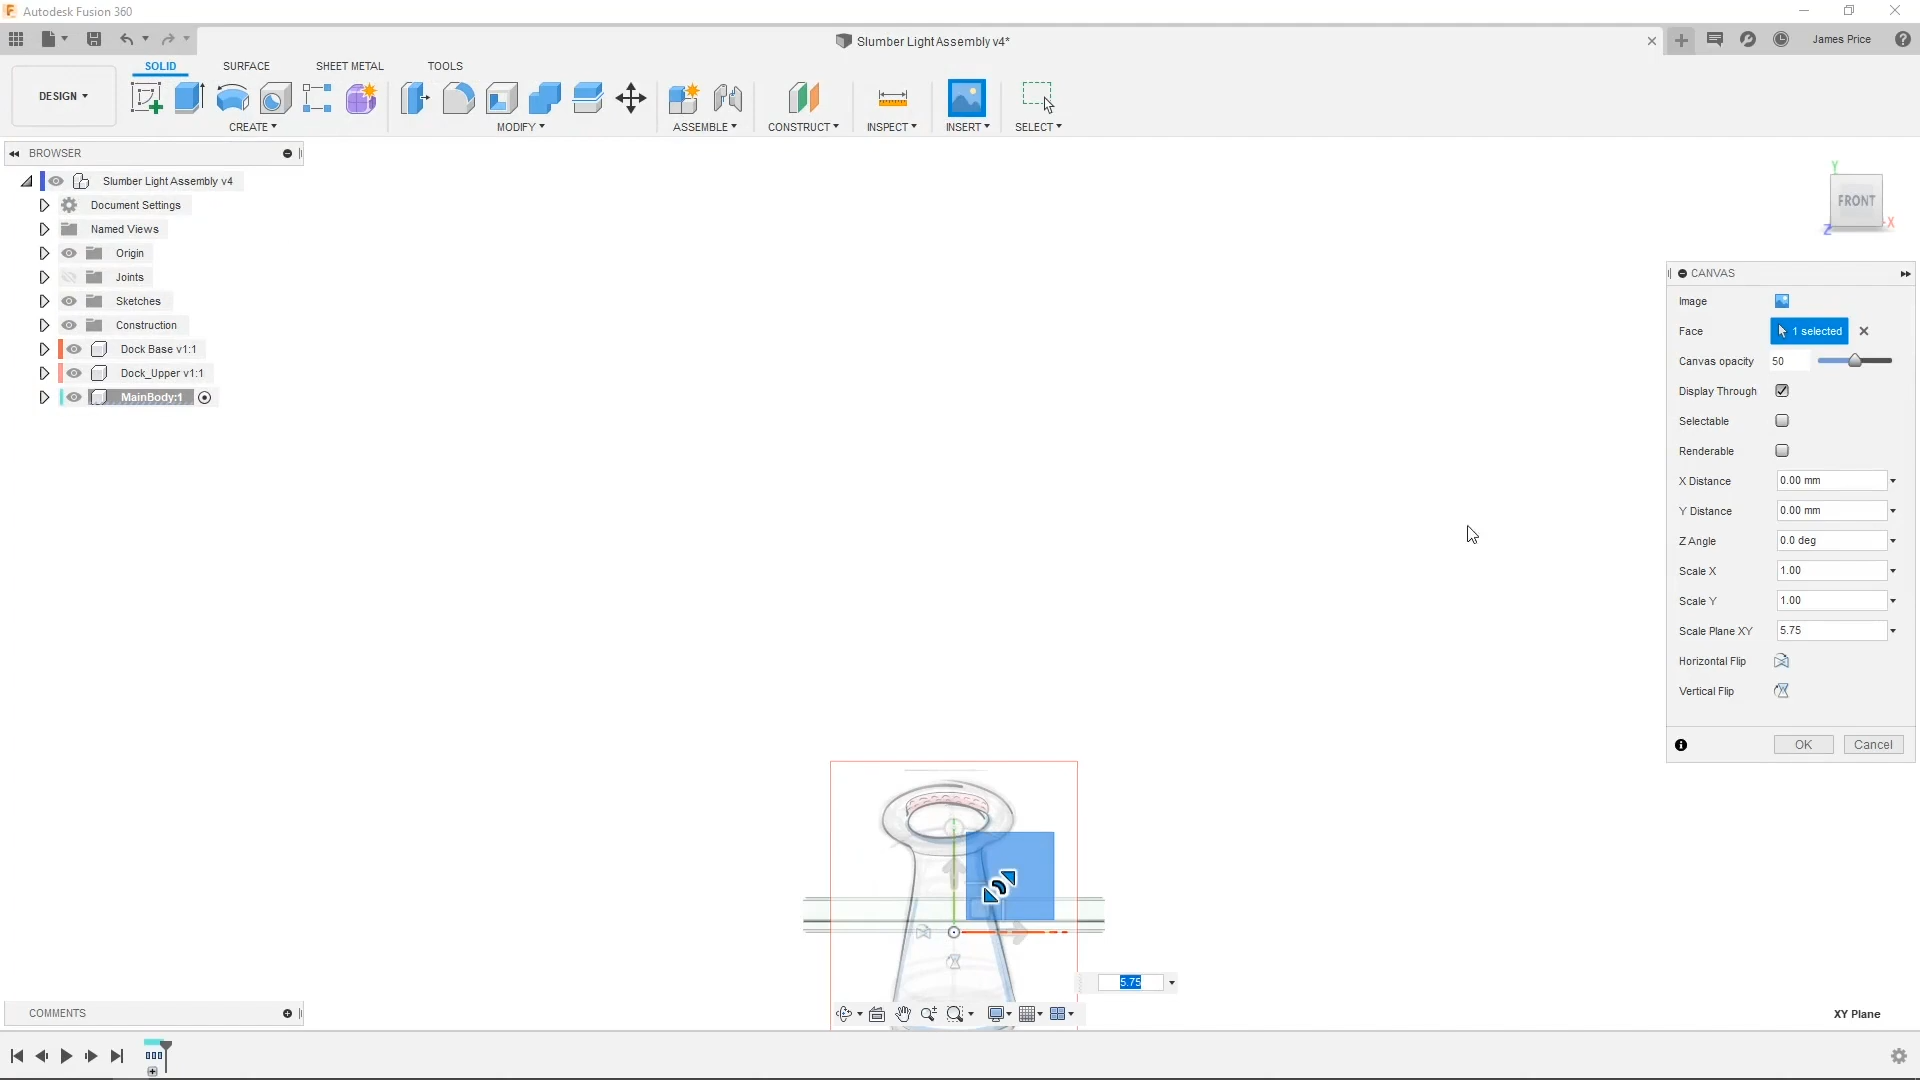 Autodesk Fusion 360
Slumber Light Assembly v4*
James Price
DESIGN
SOLID
SURFACE
SHEET METAL
TOOLS
CREATE
MODIFY
ASSEMBLE
CONSTRUCT
INSPECT
INSERT
SELECT
BROWSER
Slumber Light Assembly v4
Document Settings
Named Views
Origin
Joints
Sketches
Construction
Dock Base v1:1
Dock_Upper v1:1
MainBody:1
Y
FRONT
X
Z
CANVAS
Image
Face
1 selected
Canvas opacity
50
Display Through
Selectable
Renderable
X Distance
0.00 mm
Y Distance
0.00 mm
Z Angle
0.0 deg
Scale X
1.00
Scale Y
1.00
Scale Plane XY
5.75
Horizontal Flip
Vertical Flip
OK
Cancel
5.75
COMMENTS
XY Plane